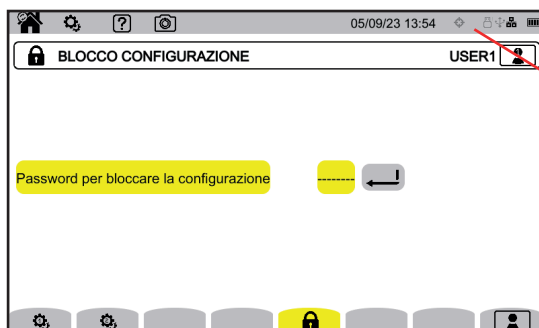 05/09/23 13:54
BLOCCO CONFIGURAZIONE USER1
Password per bloccare la configurazione --------